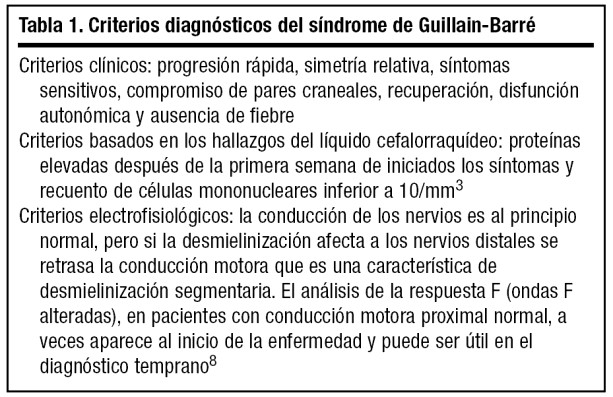 Tabla 1. Criterios diagnósticos del síndrome de Guillain-Barré
Criterios clínicos: progresión rápida, simetría relativa, síntomas
sensitivos, compromiso de pares craneales, recuperación, disfunción
autonómica y ausencia de fiebre
Criterios basados en los hallazgos del líquido cefalorraquídeo: proteínas
elevadas después de la primera semana de iniciados los síntomas y
recuento de células mononucleares inferior a 10/mm³
Criterios electrofisiológicos: la conducción de los nervios es al principio
normal, pero si la desmielinización afecta a los nervios distales se
retrasa la conducción motora que es una característica de
desmielinización segmentaria. El análisis de la respuesta F (ondas F
alteradas), en pacientes con conducción motora proximal normal, a
veces aparece al inicio de la enfermedad y puede ser útil en el
diagnóstico temprano⁸